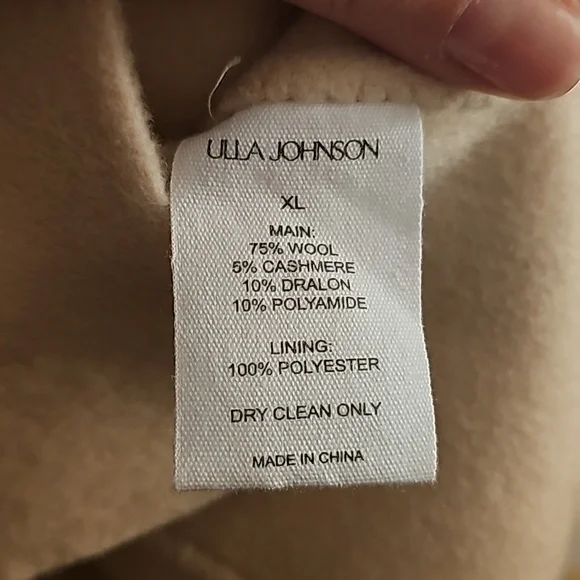 ULLA JOHNSON
XL
MAIN:
75% WOOL
5% CASHMERE
10% DRALON
10% POLYAMIDE
LINING:
100% POLYESTER
DRY CLEAN ONLY
MADE IN CHINA